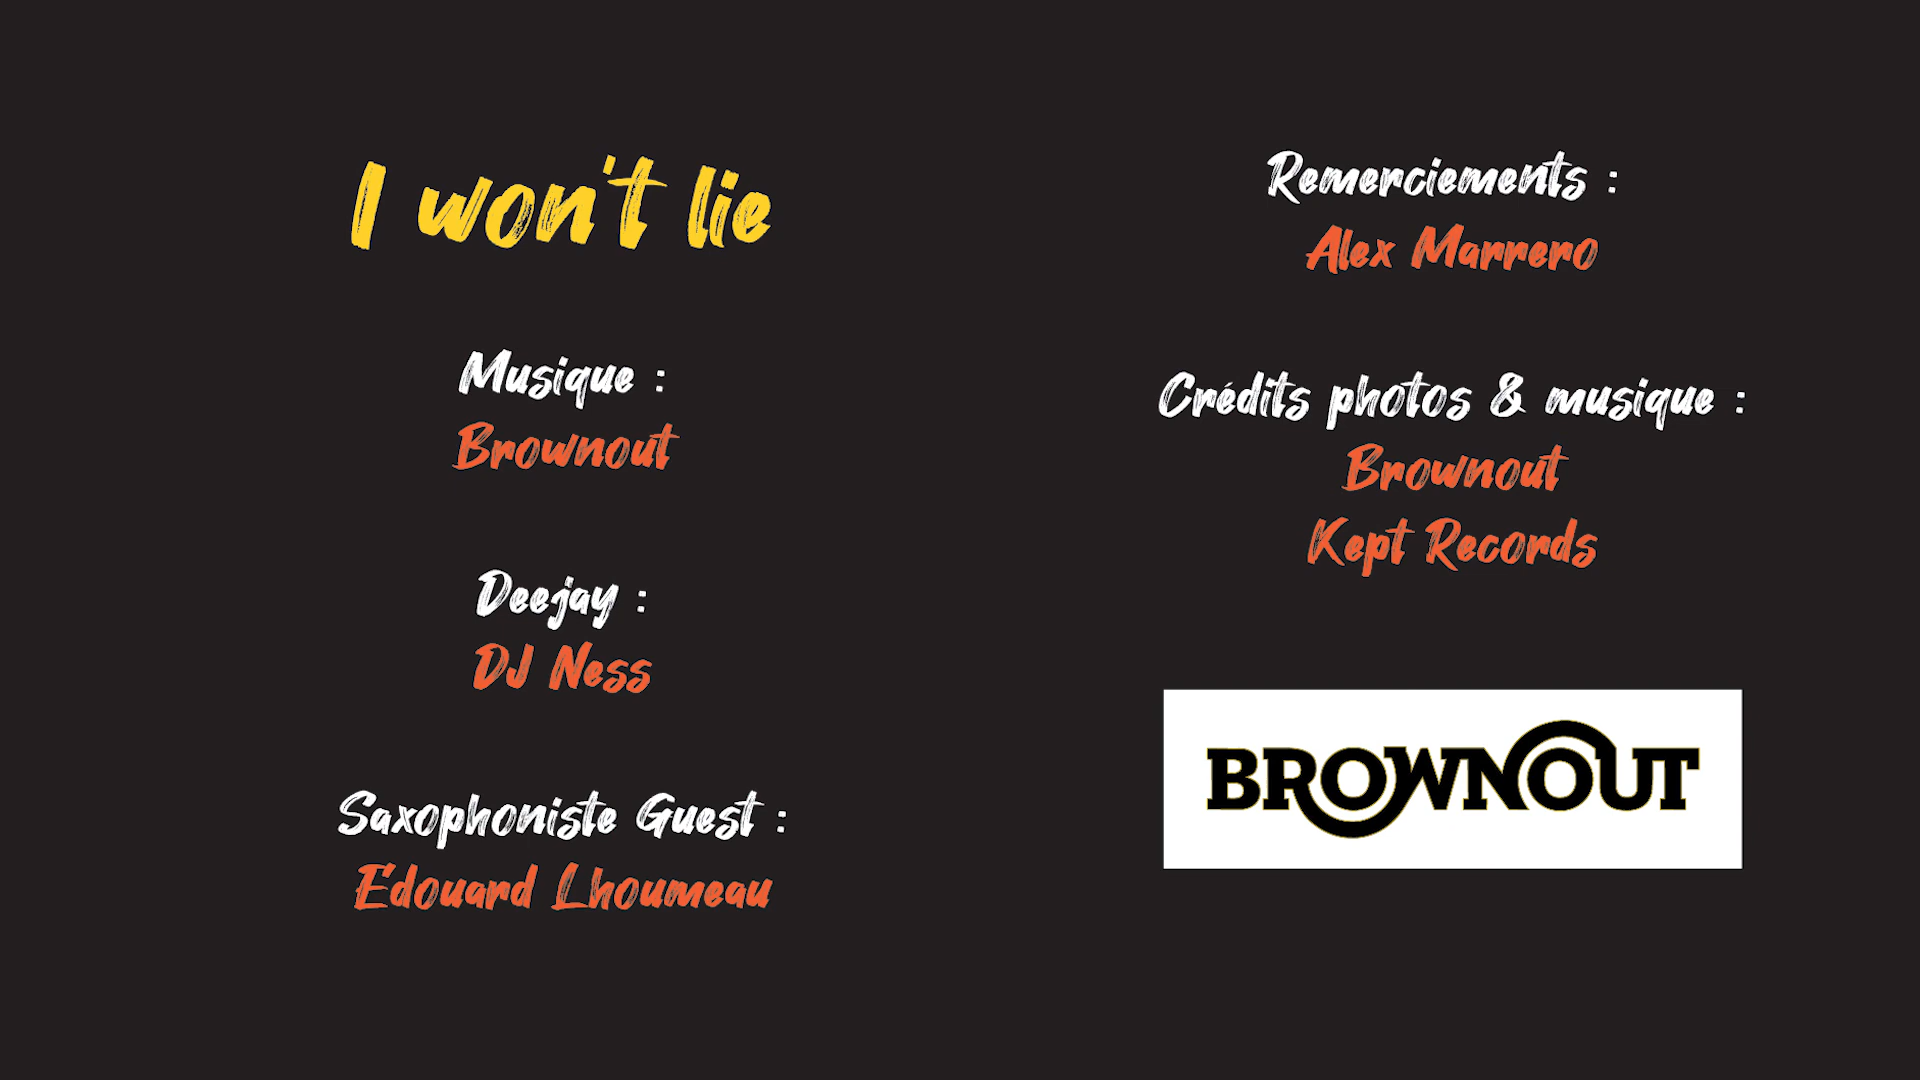 I won't lie
Musique :
Brownout
Deejay :
DJ Ness
Saxophoniste Guest :
Edouard Lhoumeau
Remerciements :
Alex Marrero
Crédits photos & musique :
Brownout
Kept Records
BROWNOUT